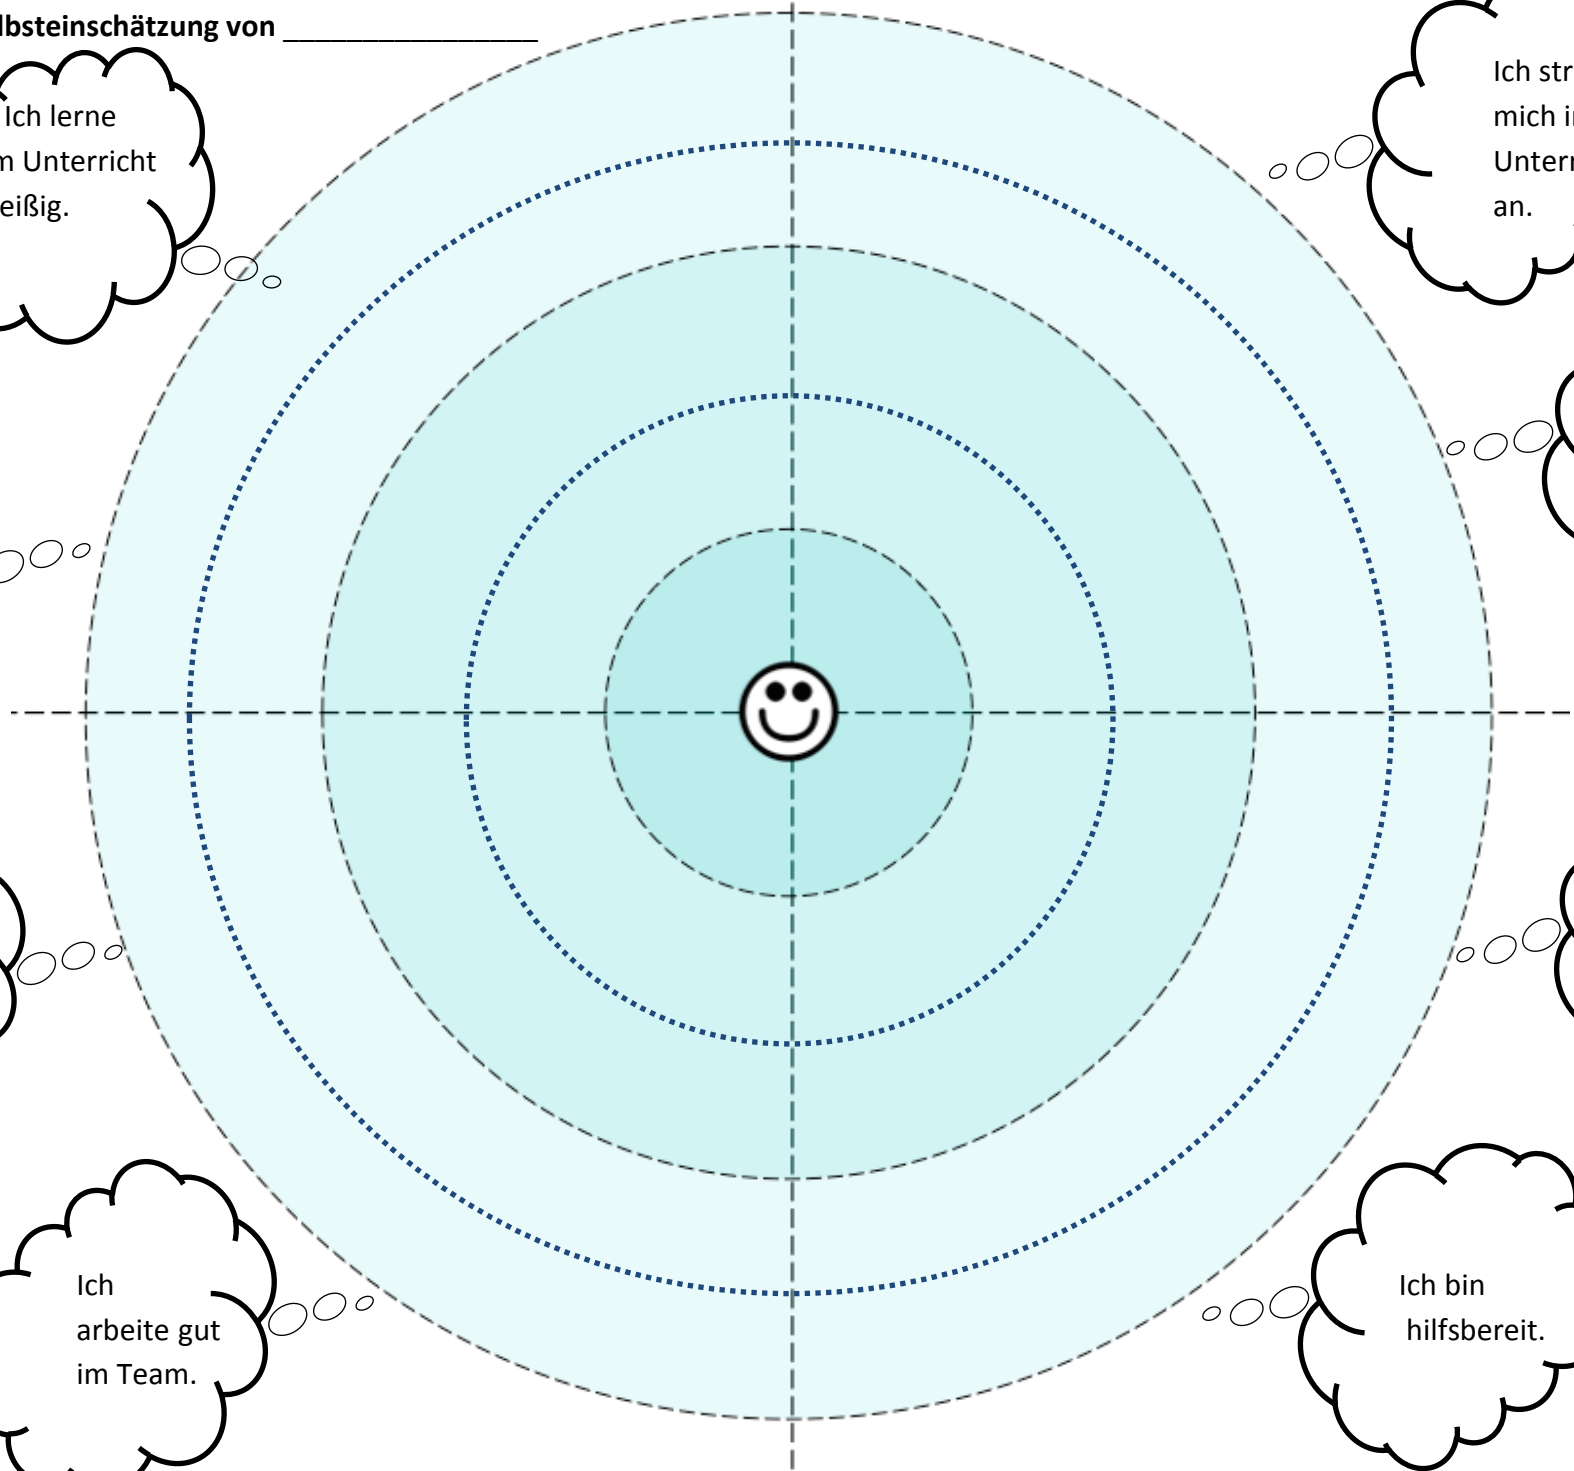 lbsteinschätzung von ________________
Ich lerne
m Unterricht
eißig.
Ich str
mich i
Unterr
an.
Ich
arbeite gut
im Team.
Ich bin
hilfsbereit.